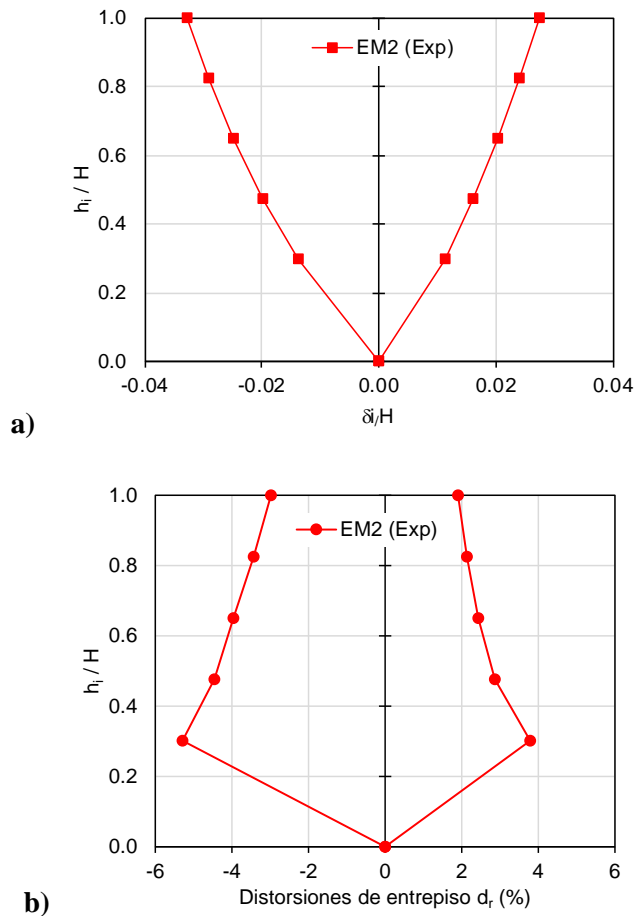 1.0
0.8
0.6
0.4
0.2
0.0
hᵢ / H
EM2 (Exp)
-0.04 -0.02 0.00 0.02 0.04
δi/H
a)
1.0
0.8
0.6
0.4
0.2
0.0
hᵢ / H
EM2 (Exp)
-6 -4 -2 0 2 4 6
Distorsiones de entrepiso dᵣ (%)
b)